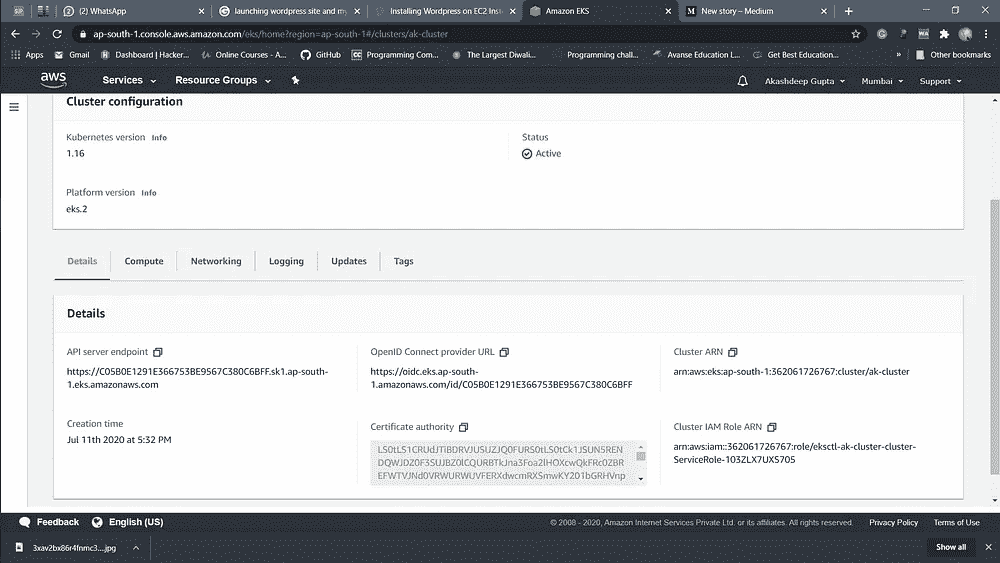 (2) WhatsApp
launching wordpress site and my
Installing Wordpress on EC2 Inst
Amazon EKS
New story – Medium
ap-south-1.console.aws.amazon.com/eks/home?region=ap-south-1#/clusters/ak-cluster
Apps Gmail Dashboard | Hacker... Online Courses - A... GitHub Programming Com... The Largest Diwali... Programming chall... Avanse Education L... Get Best Education... » Other bookmarks
aws Services Resource Groups Akashdeep Gupta Mumbai Support
Cluster configuration
Kubernetes version Info
Status
1.16
Active
Platform version Info
eks.2
Details Compute Networking Logging Updates Tags
Details
API server endpoint
https://C05B0E1291E366753BE9567C380C6BFF.sk1.ap-south-
1.eks.amazonaws.com
OpenID Connect provider URL
https://oidc.eks.ap-south-
1.amazonaws.com/id/C05B0E1291E366753BE9567C380C6BFF
Cluster ARN
arn:aws:eks:ap-south-1:362061726767:cluster/ak-cluster
Creation time
Jul 11th 2020 at 5:32 PM
Certificate authority
Cluster IAM Role ARN
arn:aws:iam::362061726767:role/eksctl-ak-cluster-cluster-
ServiceRole-103ZLX7UXS705
Feedback English (US) © 2008 - 2020, Amazon Internet Services Private Ltd. or its affiliates. All rights reserved. Privacy Policy Terms of Use
3xav2bx86r4fnmc3....jpg Show all